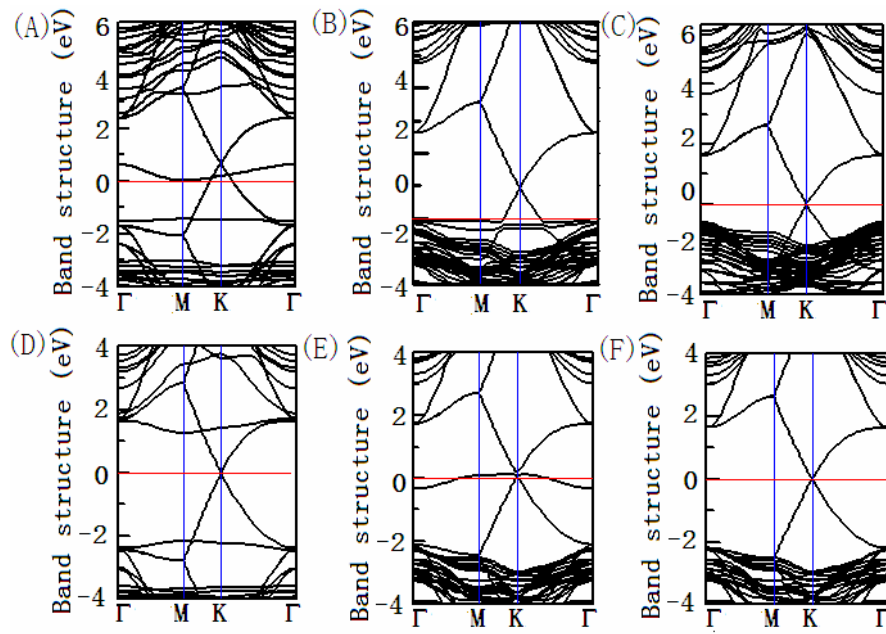 (A)
Band structure (eV)
6
4
2
0
-2
-4
Γ M K Γ
(B)
Band structure (eV)
6
4
2
0
-2
-4
Γ M K Γ
(C)
Band structure (eV)
6
4
2
0
-2
-4
Γ M K Γ
(D)
Band structure (eV)
4
2
0
-2
-4
Γ M K Γ
(E)
Band structure (eV)
4
2
0
-2
-4
Γ M K Γ
(F)
Band structure (eV)
4
2
0
-2
-4
Γ M K Γ